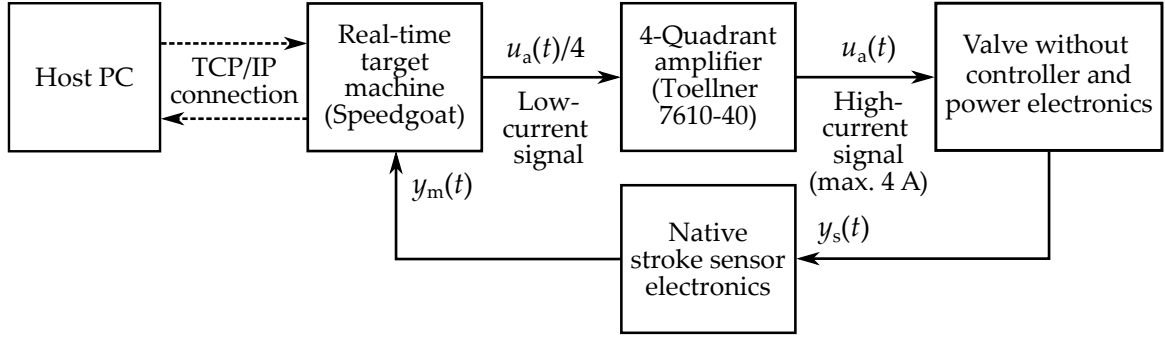 Host PC
TCP/IP
connection
Real-time
target
machine
(Speedgoat)
u_a(t)/4
Low-
current
signal
4-Quadrant
amplifier
(Toellner
7610-40)
u_a(t)
High-
current
signal
(max. 4 A)
Valve without
controller and
power electronics
y_m(t)
Native
stroke sensor
electronics
y_s(t)